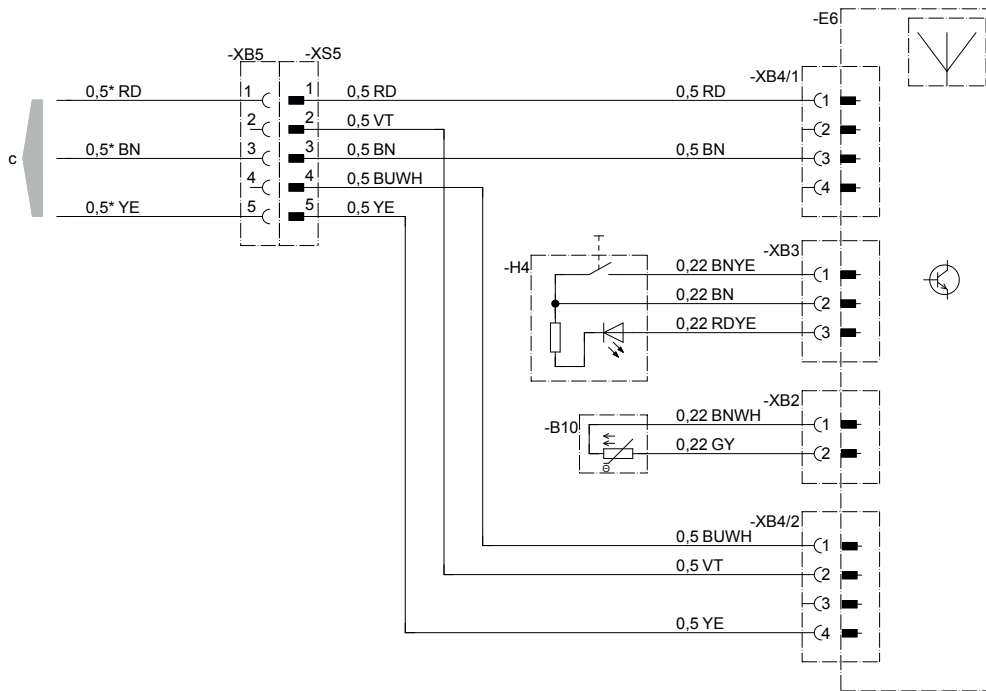 -E6
-XB5 -XS5
-XB4/1
0,5* RD 1 1 0,5 RD 0,5 RD 1
2 2 0,5 VT 2
c 0,5* BN 3 3 0,5 BN 0,5 BN 3
4 4 0,5 BUWH 4
0,5* YE 5 5 0,5 YE
-XB3
-H4 0,22 BNYE 1
0,22 BN 2
0,22 RDYE 3
-XB2
-B10 0,22 BNWH 1
0,22 GY 2
Θ
-XB4/2
0,5 BUWH 1
0,5 VT 2
3
0,5 YE 4